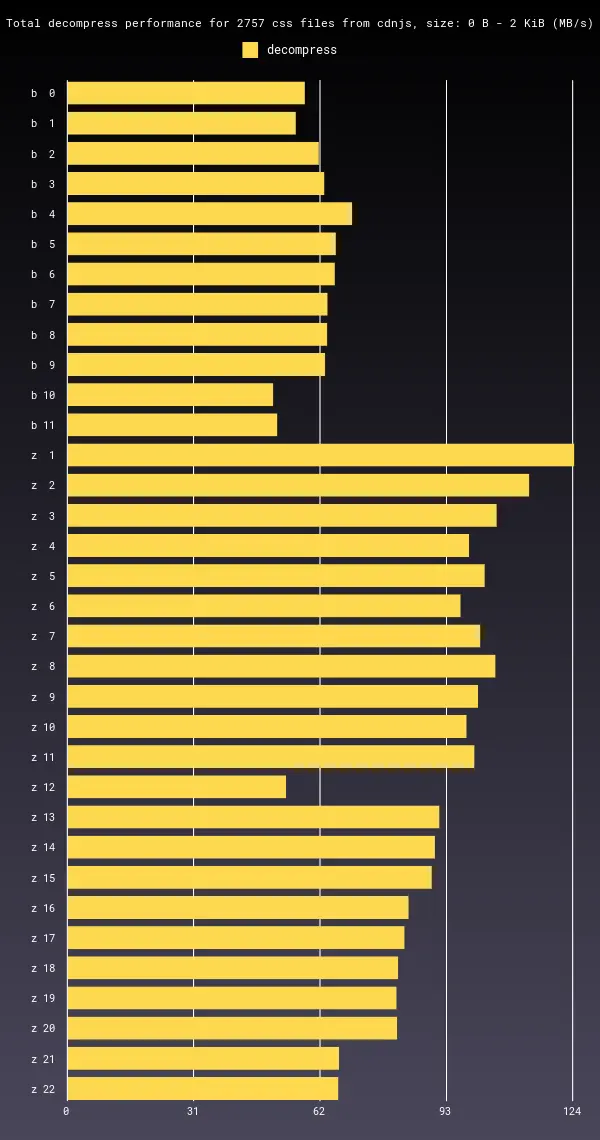 Total decompress performance for 2757 css files from cdnjs, size: 0 B - 2 KiB (MB/s)
decompress
b 0
b 1
b 2
b 3
b 4
b 5
b 6
b 7
b 8
b 9
b 10
b 11
z 1
z 2
z 3
z 4
z 5
z 6
z 7
z 8
z 9
z 10
z 11
z 12
z 13
z 14
z 15
z 16
z 17
z 18
z 19
z 20
z 21
z 22
0 31 62 93 124